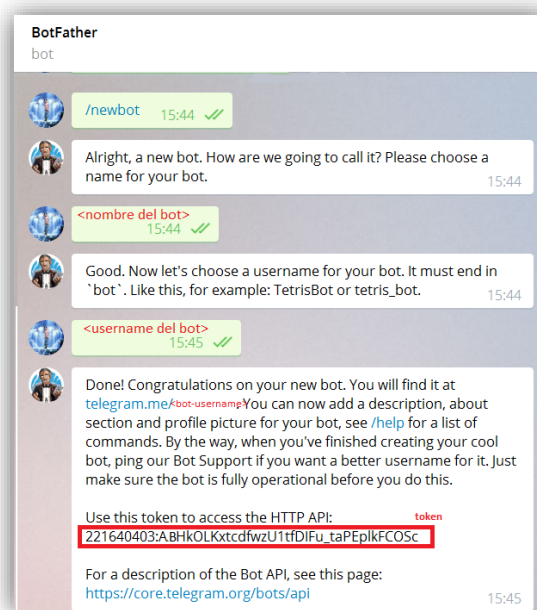 BotFather
bot
/newbot 15:44
Alright, a new bot. How are we going to call it? Please choose a
name for your bot.
15:44
<nombre del bot>
15:44
Good. Now let's choose a username for your bot. It must end in
`bot`. Like this, for example: TetrisBot or tetris_bot.
15:44
<username del bot>
15:45
Done! Congratulations on your new bot. You will find it at
telegram.me/<bot-username>You can now add a description, about
section and profile picture for your bot, see /help for a list of
commands. By the way, when you've finished creating your cool
bot, ping our Bot Support if you want a better username for it. Just
make sure the bot is fully operational before you do this.
Use this token to access the HTTP API: token
221640403:ABHkOLKxtcdfwzU1tfDIFu_taPEplkFCOSc
For a description of the Bot API, see this page:
https://core.telegram.org/bots/api
15:45